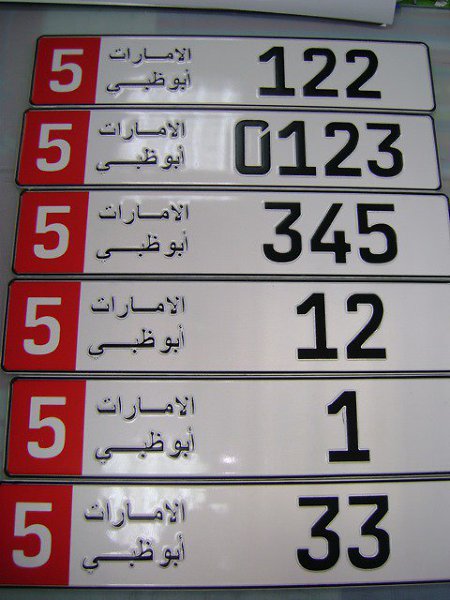 5 الامارات 122
أبوظبي
5 الامارات 0123
أبوظبي
5 الامارات 345
أبوظبي
5 الامارات 12
أبوظبي
5 الامارات 1
أبوظبي
5 الامارات 33
أبوظبي